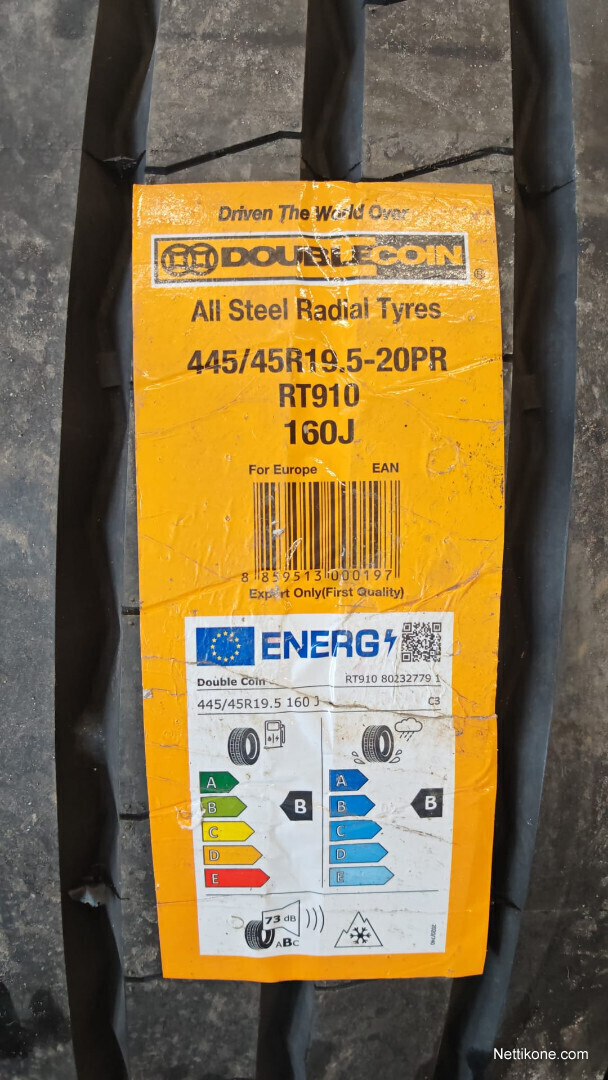 Driven The World Over
DOUBLECOIN®
All Steel Radial Tyres
445/45R19.5-20PR
RT910
160J
For Europe EAN
8 859513 000197
Export Only(First Quality)
ENERG
Double Coin RT910 80232779 1
445/45R19.5 160 J C3
A A
B B B B
C C
D D
E E
73 dB
ABC
Nettikone.com